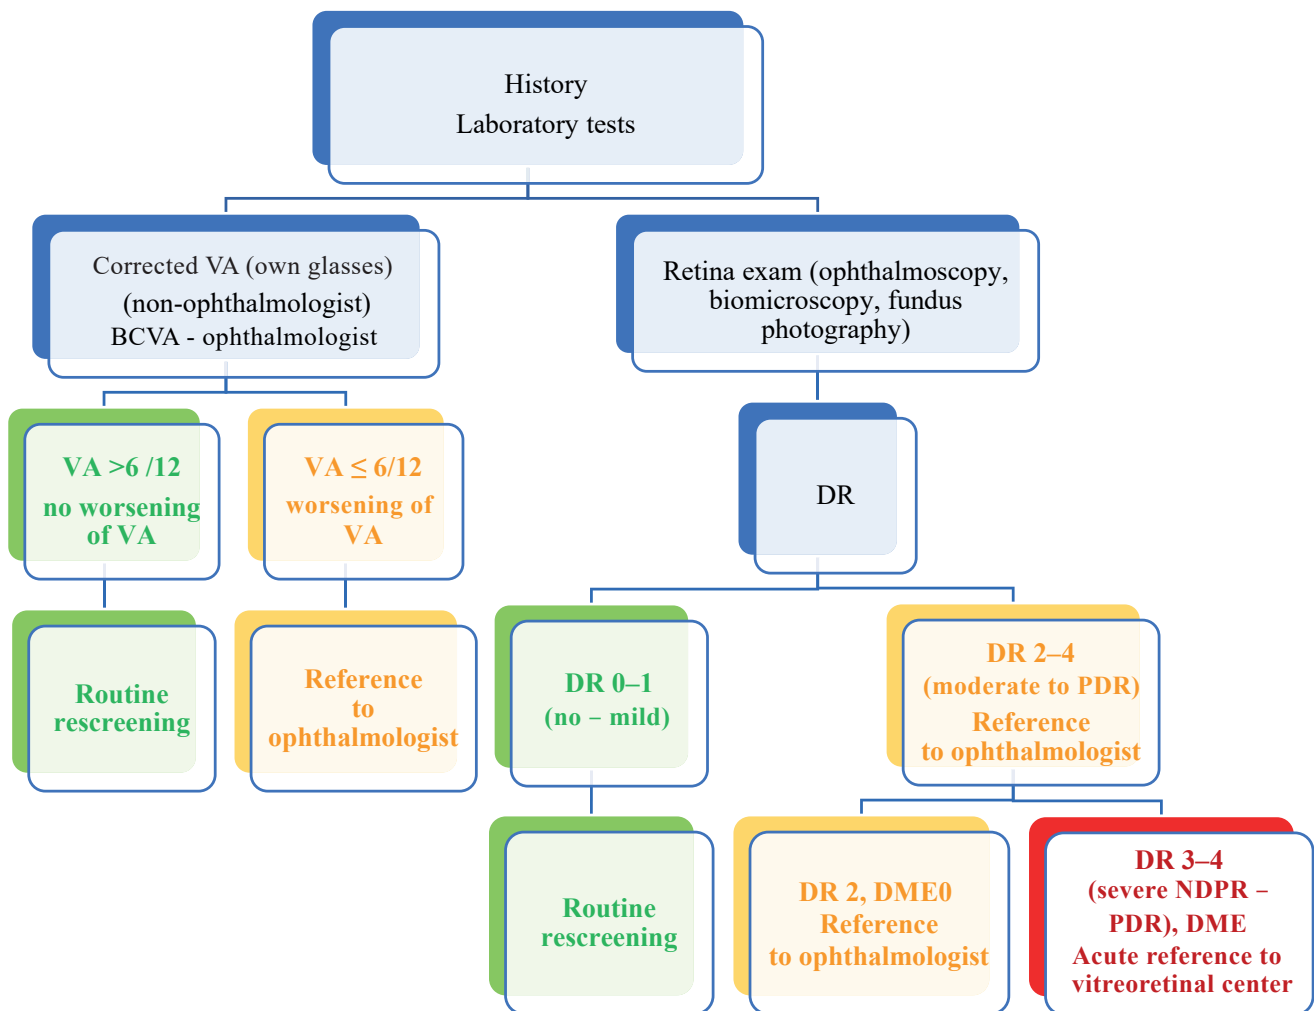 History
Laboratory tests
Corrected VA (own glasses)
(non-ophthalmologist)
BCVA - ophthalmologist
Retina exam (ophthalmoscopy,
biomicroscopy, fundus
photography)
VA >6 /12
no worsening
of VA
VA ≤ 6/12
worsening of
VA
DR
Routine
rescreening
Reference
to
ophthalmologist
DR 0–1
(no – mild)
DR 2–4
(moderate to PDR)
Reference
to ophthalmologist
Routine
rescreening
DR 2, DME0
Reference
to ophthalmologist
DR 3–4
(severe NDPR –
PDR), DME
Acute reference to
vitreoretinal center